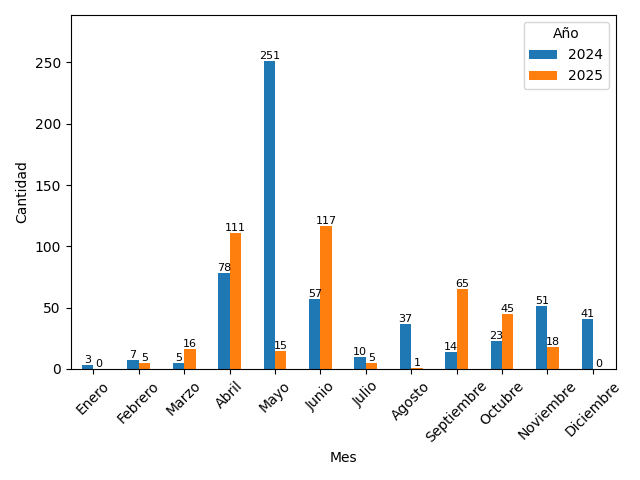 Año
2024
2025
Cantidad
250
200
150
100
50
0
3
0
7
5
5
16
78
111
251
15
57
117
10
5
37
1
14
65
23
45
51
18
41
0
Enero
Febrero
Marzo
Abril
Mayo
Junio
Julio
Agosto
Septiembre
Octubre
Noviembre
Diciembre
Mes